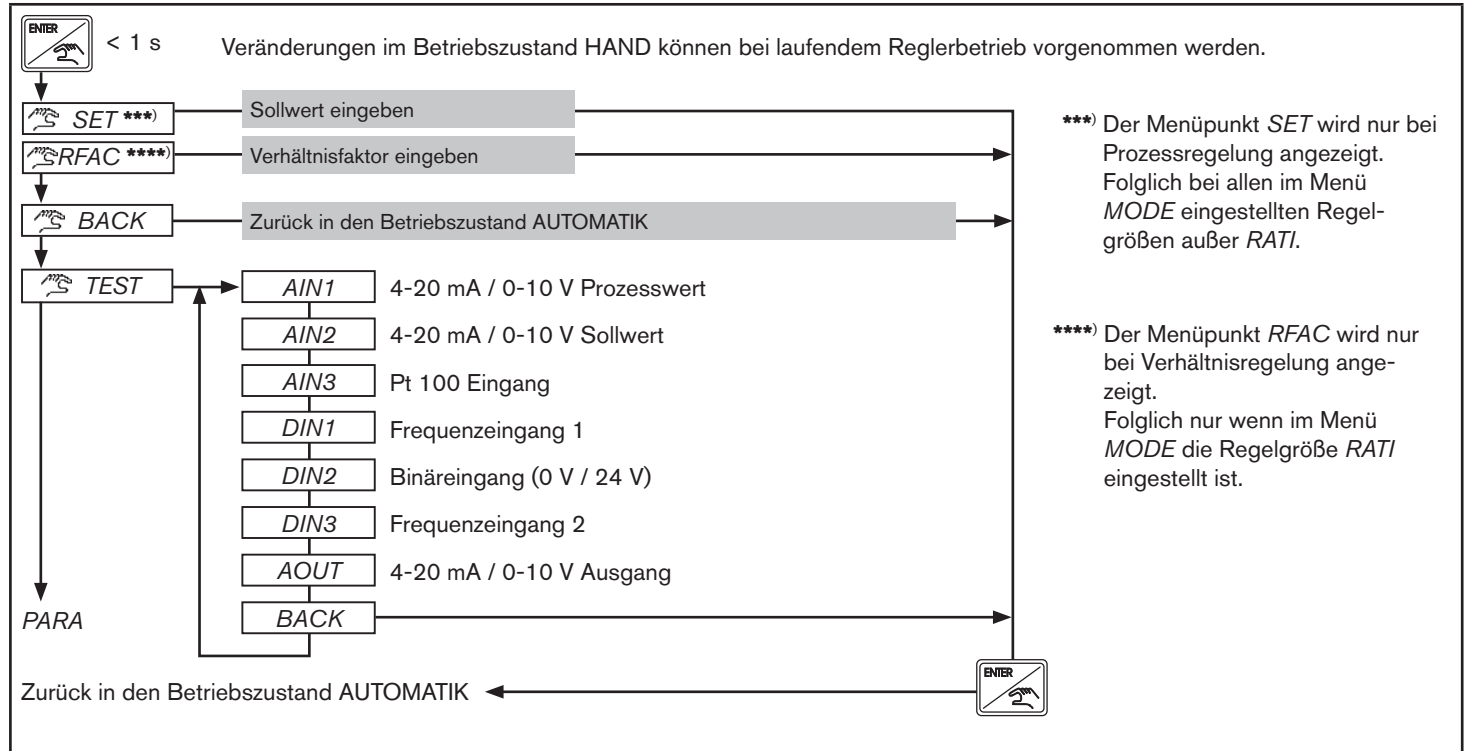 ENTER
< 1 s
Veränderungen im Betriebszustand HAND können bei laufendem Reglerbetrieb vorgenommen werden.
SET ***)
Sollwert eingeben
RFAC ****)
Verhältnisfaktor eingeben
BACK
Zurück in den Betriebszustand AUTOMATIK
TEST
AIN1 4-20 mA / 0-10 V Prozesswert
AIN2 4-20 mA / 0-10 V Sollwert
AIN3 Pt 100 Eingang
DIN1 Frequenzeingang 1
DIN2 Binäreingang (0 V / 24 V)
DIN3 Frequenzeingang 2
AOUT 4-20 mA / 0-10 V Ausgang
BACK
PARA
ENTER
Zurück in den Betriebszustand AUTOMATIK
***) Der Menüpunkt SET wird nur bei
Prozessregelung angezeigt.
Folglich bei allen im Menü
MODE eingestellten Regel-
größen außer RATI.
****) Der Menüpunkt RFAC wird nur
bei Verhältnisregelung ange-
zeigt.
Folglich nur wenn im Menü
MODE die Regelgröße RATI
eingestellt ist.